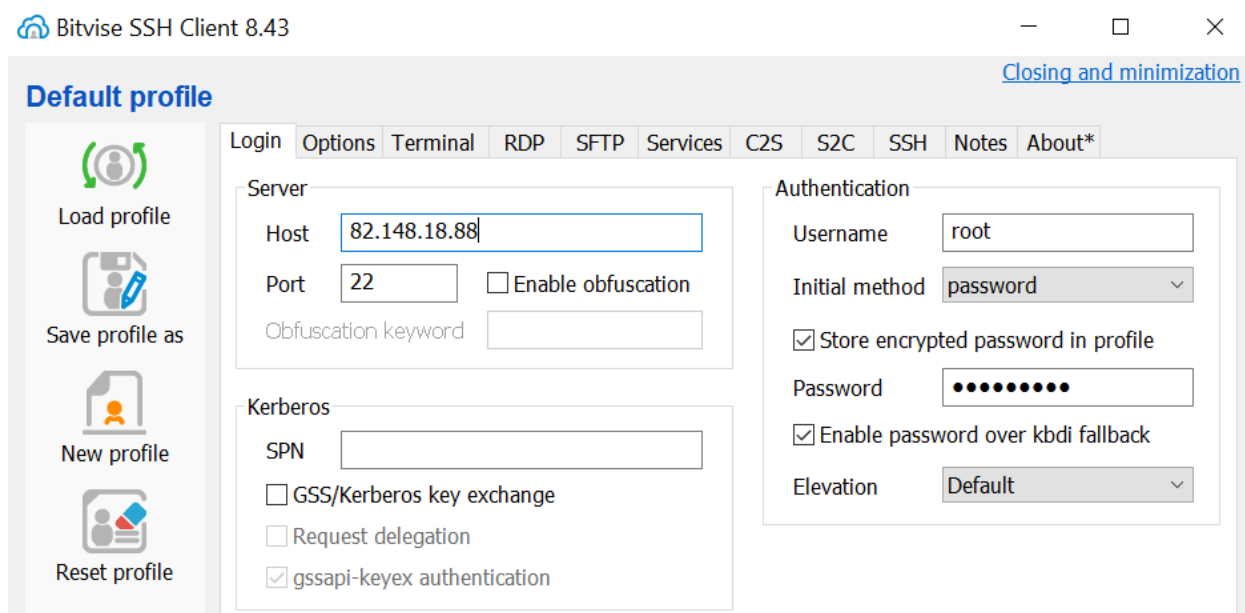 Bitvise SSH Client 8.43
Closing and minimization
Default profile
Load profile
Save profile as
New profile
Reset profile
Login Options Terminal RDP SFTP Services C2S S2C SSH Notes About*
Server
Host 82.148.18.88
Port 22 Enable obfuscation
Obfuscation keyword
Kerberos
SPN
GSS/Kerberos key exchange
Request delegation
gssapi-keyex authentication
Authentication
Username root
Initial method password
Store encrypted password in profile
Password •••••••••
Enable password over kbdi fallback
Elevation Default